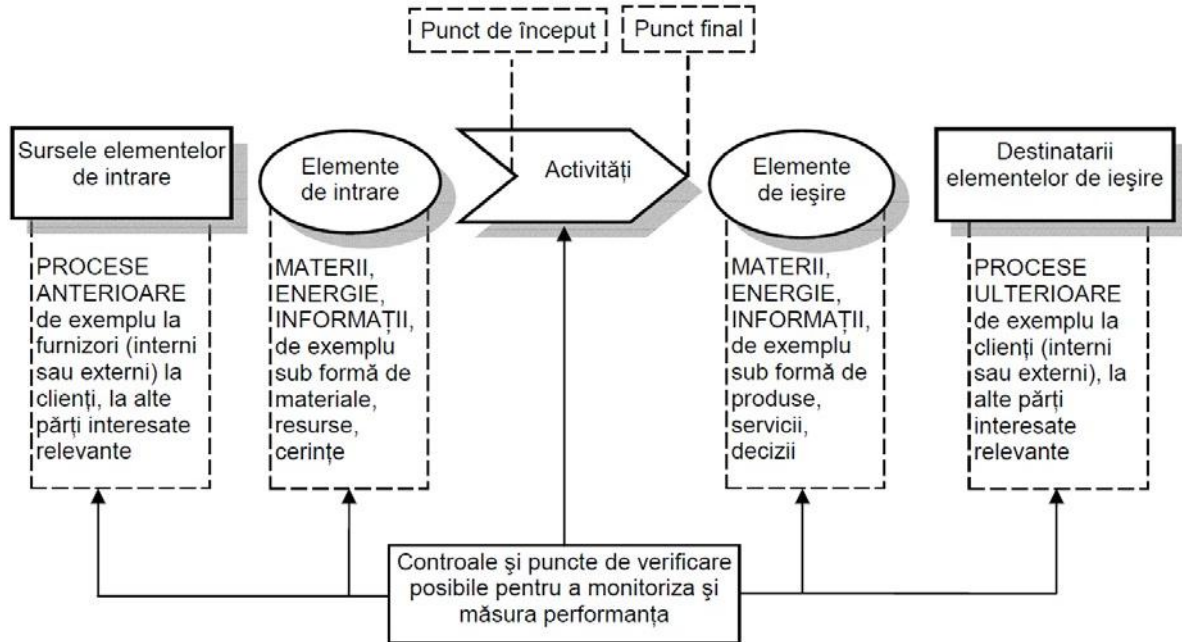 Punct de început
Punct final
Sursele elementelor
de intrare
Elemente
de intrare
Activități
Elemente
de ieşire
Destinatarii
elementelor de ieşire
PROCESE
ANTERIOARE
de exemplu la
furnizori (interni
sau externi) la
clienți, la alte
părți interesate
relevante
MATERII,
ENERGIE,
INFORMAȚII,
de exemplu
sub formă de
materiale,
resurse,
cerințe
MATERII,
ENERGIE,
INFORMAȚII,
de exemplu
sub formă de
produse,
servicii,
decizii
PROCESE
ULTERIOARE
de exemplu la
clienți (interni
sau externi), la
alte părți
interesate
relevante
Controale şi puncte de verificare
posibile pentru a monitoriza şi
măsura performanța